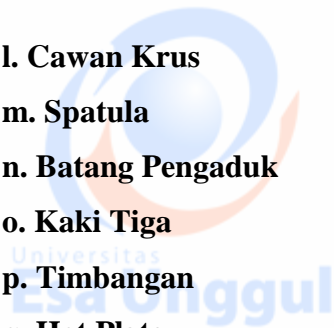 l. Cawan Krus
m. Spatula
n. Batang Pengaduk
o. Kaki Tiga
Universitas
p. Timbangan
Esa Unggul